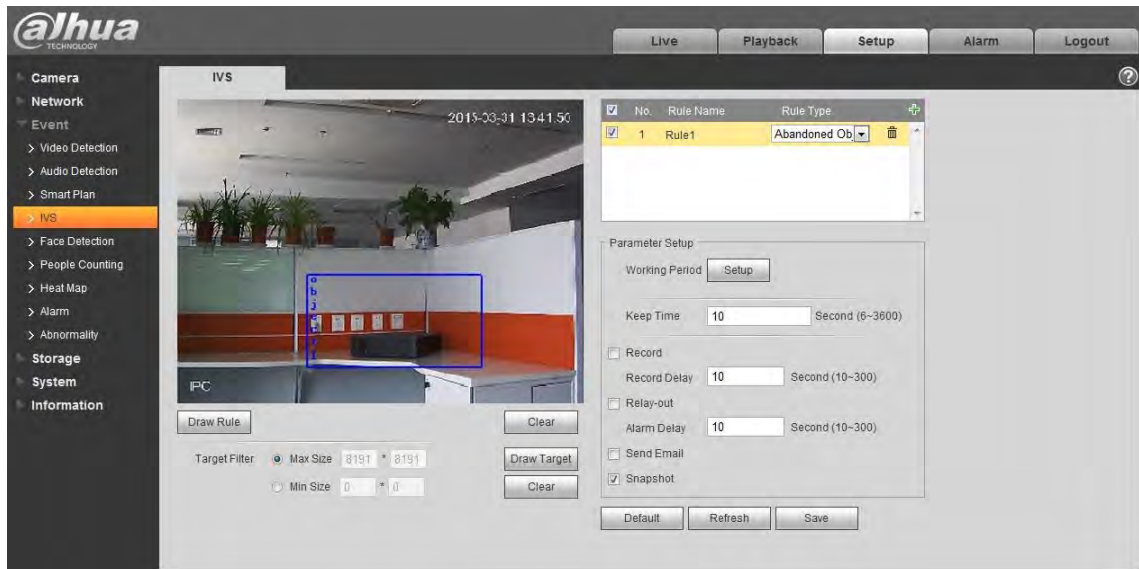 alhua
TECHNOLOGY
Live Playback Setup Alarm Logout
Camera
Network
Event
> Video Detection
> Audio Detection
> Smart Plan
> IVS
> Face Detection
> People Counting
> Heat Map
> Alarm
> Abnormality
Storage
System
Information
IVS
?
2015-03-31 13:41:50
IPC
Draw Rule Clear
Target Filter Max Size 8191 * 8191 Draw Target
Min Size 0 * 0 Clear
No. Rule Name Rule Type
1 Rule1 Abandoned Ob
Parameter Setup
Working Period Setup
Keep Time 10 Second (6~3600)
Record
Record Delay 10 Second (10~300)
Relay-out
Alarm Delay 10 Second (10~300)
Send Email
Snapshot
Default Refresh Save